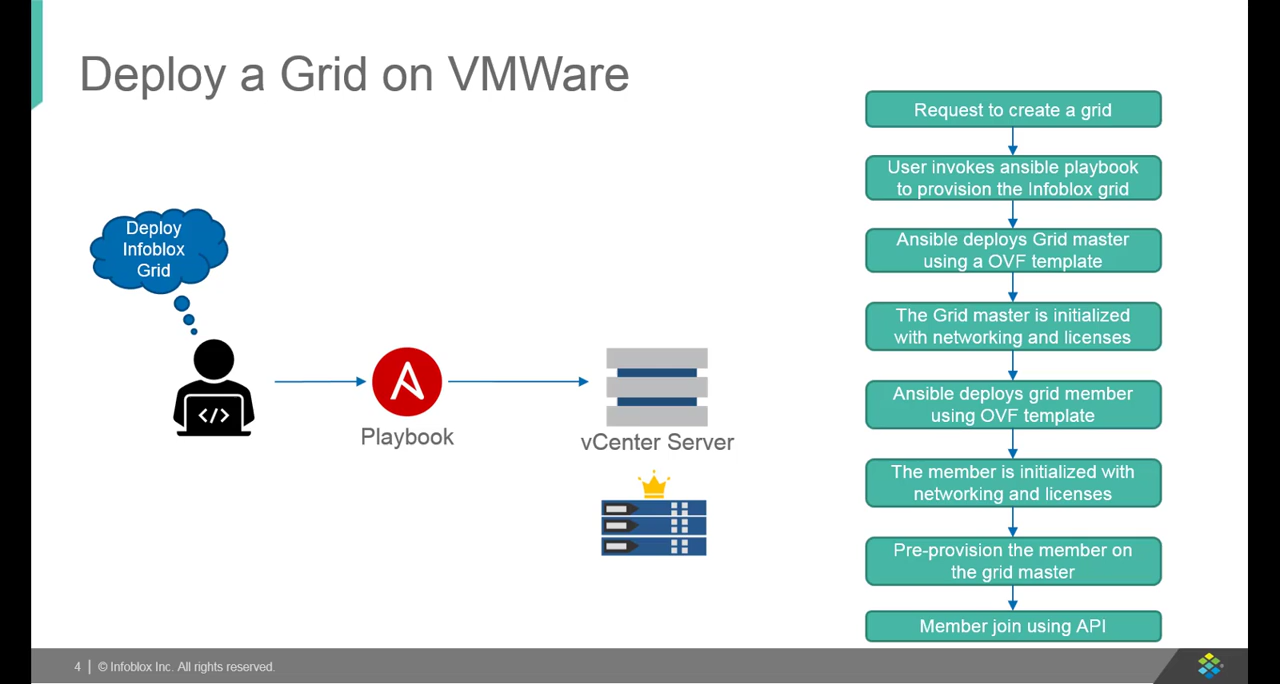 Deploy a Grid on VMWare
Deploy
Infoblox
Grid
</>
Playbook
vCenter Server
Request to create a grid
User invokes ansible playbook
to provision the Infoblox grid
Ansible deploys Grid master
using a OVF template
The Grid master is initialized
with networking and licenses
Ansible deploys grid member
using OVF template
The member is initialized with
networking and licenses
Pre-provision the member on
the grid master
Member join using API
4 | © Infoblox Inc. All rights reserved.